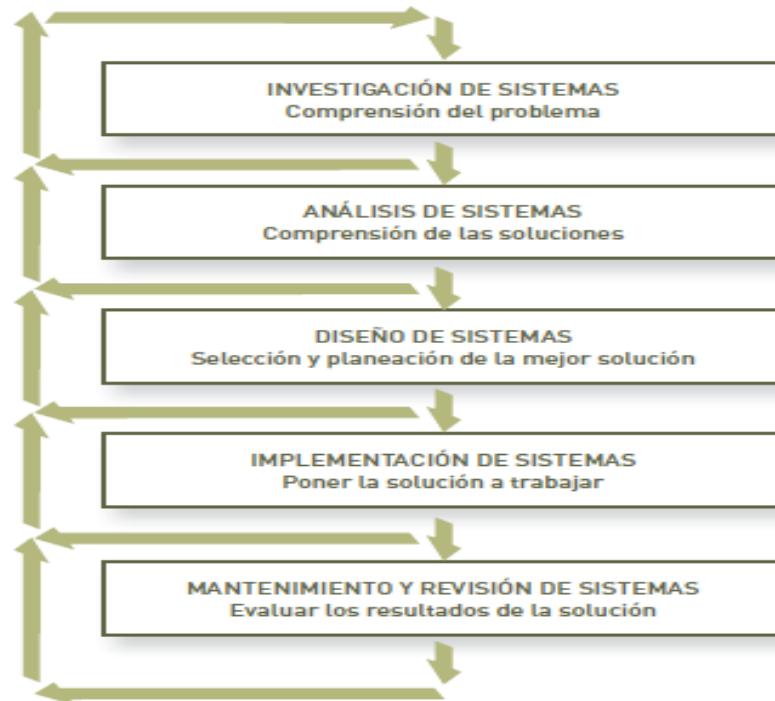 INVESTIGACIÓN DE SISTEMAS
Comprensión del problema
ANÁLISIS DE SISTEMAS
Comprensión de las soluciones
DISEÑO DE SISTEMAS
Selección y planeación de la mejor solución
IMPLEMENTACIÓN DE SISTEMAS
Poner la solución a trabajar
MANTENIMIENTO Y REVISIÓN DE SISTEMAS
Evaluar los resultados de la solución